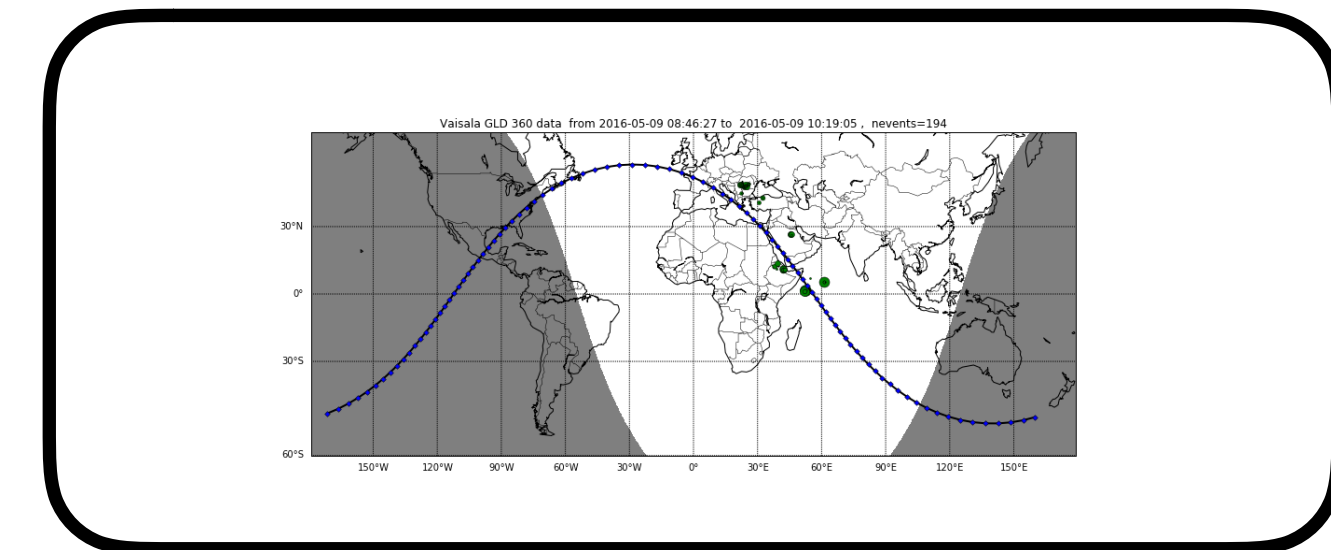 Vaisala GLD 360 data from 2016-05-09 08:46:27 to 2016-05-09 10:19:05 , nevents=194
30°N
0°
30°S
60°S
150°W 120°W 90°W 60°W 30°W 0° 30°E 60°E 90°E 120°E 150°E